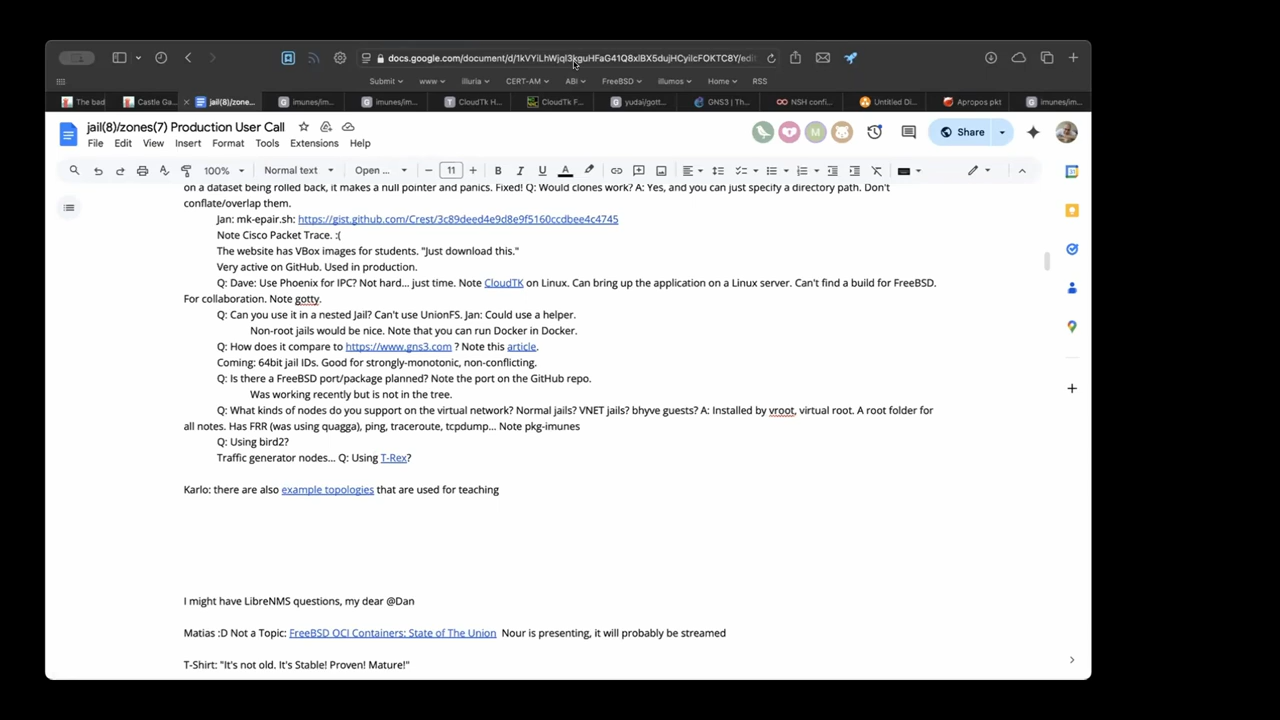 docs.google.com/document/d/1kVYiLhWjql3kguHFaG41Q8xlBX5dujHCyiIcFOKTC8Y/edi
Submit www illuria CERT-AM ABI FreeBSD illumos Home RSS
The bad Castle Ga... jail(8)/zone... imunes/im... imunes/im... CloudTk H... CloudTk F... yudai/gott... GNS3 | Th... NSH confi... Untitled Di... Apropos pkt imunes/im...
jail(8)/zones(7) Production User Call
Share
File Edit View Insert Format Tools Extensions Help
100% Normal text Open ... 11
on a dataset being rolled back, it makes a null pointer and panics. Fixed! Q: Would clones work? A: Yes, and you can just specify a directory path. Don't
conflate/overlap them.
Jan: mk-epair.sh: https://gist.github.com/Crest/3c89deed4e9d8e9f5160ccdbee4c4745
Note Cisco Packet Trace. :(
The website has VBox images for students. "Just download this."
Very active on GitHub. Used in production.
Q: Dave: Use Phoenix for IPC? Not hard... just time. Note CloudTK on Linux. Can bring up the application on a Linux server. Can't find a build for FreeBSD.
For collaboration. Note gotty.
Q: Can you use it in a nested Jail? Can't use UnionFS. Jan: Could use a helper.
Non-root jails would be nice. Note that you can run Docker in Docker.
Q: How does it compare to https://www.gns3.com ? Note this article.
Coming: 64bit jail IDs. Good for strongly-monotonic, non-conflicting.
Q: Is there a FreeBSD port/package planned? Note the port on the GitHub repo.
Was working recently but is not in the tree.
Q: What kinds of nodes do you support on the virtual network? Normal jails? VNET jails? bhyve guests? A: Installed by vroot, virtual root. A root folder for
all notes. Has FRR (was using quagga), ping, traceroute, tcpdump... Note pkg-imunes
Q: Using bird2?
Traffic generator nodes... Q: Using T-Rex?
Karlo: there are also example topologies that are used for teaching
I might have LibreNMS questions, my dear @Dan
Matias :D Not a Topic: FreeBSD OCI Containers: State of The Union Nour is presenting, it will probably be streamed
T-Shirt: "It's not old. It's Stable! Proven! Mature!"